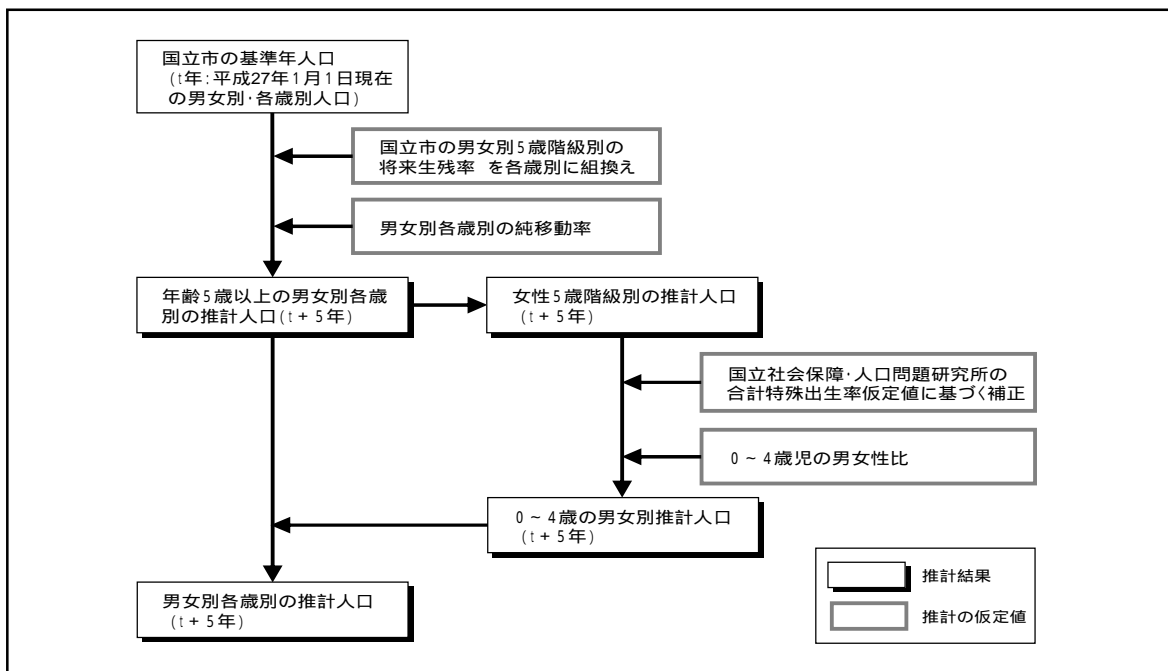 国立市の基準年人口
(t年:平成27年1月1日現在
の男女別・各歳別人口)
国立市の男女別5歳階級別の
将来生残率 を各歳別に組換え
男女別各歳別の純移動率
年齢5歳以上の男女別各歳
別の推計人口(t+5年)
女性5歳階級別の推計人口
(t+5年)
国立社会保障・人口問題研究所の
合計特殊出生率仮定値に基づく補正
0~4歳児の男女性比
0~4歳の男女別推計人口
(t+5年)
男女別各歳別の推計人口
(t+5年)
推計結果
推計の仮定値